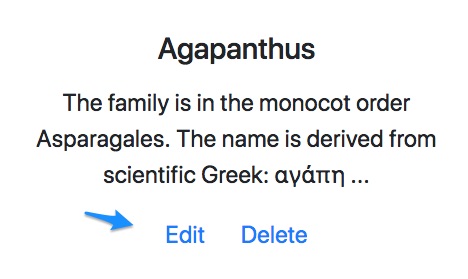 Agapanthus
The family is in the monocot order
Asparagales. The name is derived from
scientific Greek: αγάπη ...
Edit Delete